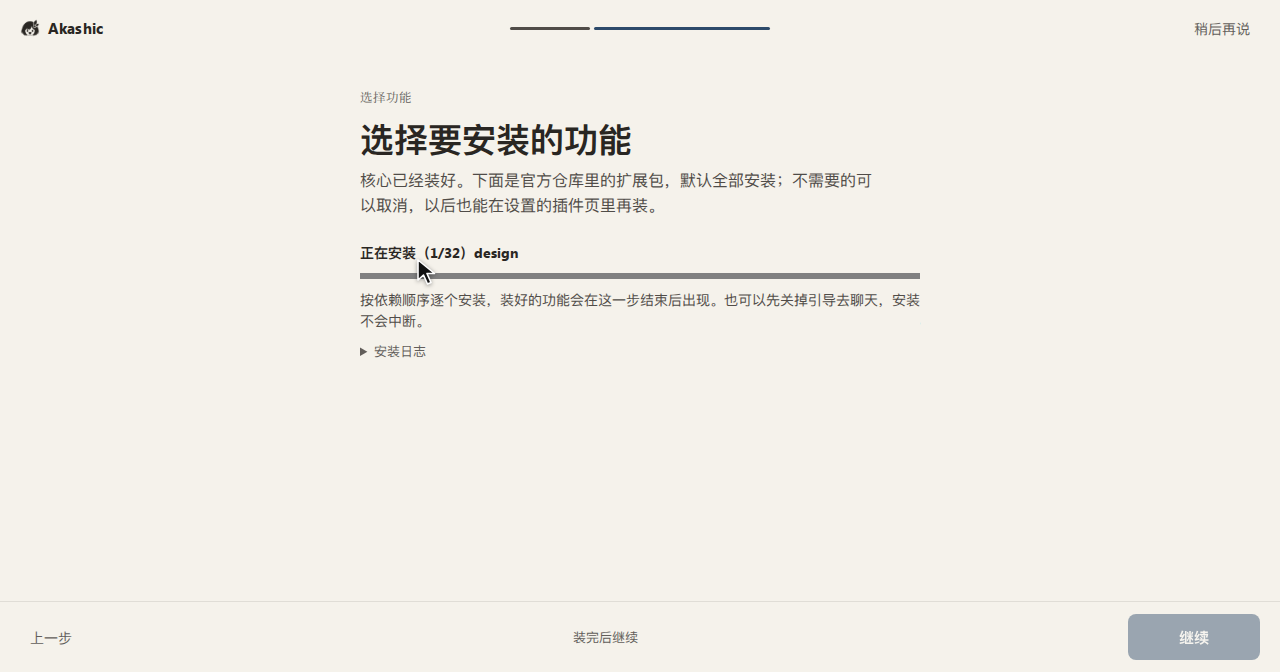 Akashic
稍后再说
选择功能
选择要安装的功能
核心已经装好。下面是官方仓库里的扩展包，默认全部安装；不需要的可
以取消，以后也能在设置的插件页里再装。
正在安装（1/32）design
按依赖顺序逐个安装，装好的功能会在这一步结束后出现。也可以先关掉引导去聊天，安装
不会中断。
▶ 安装日志
上一步
装完后继续
继续